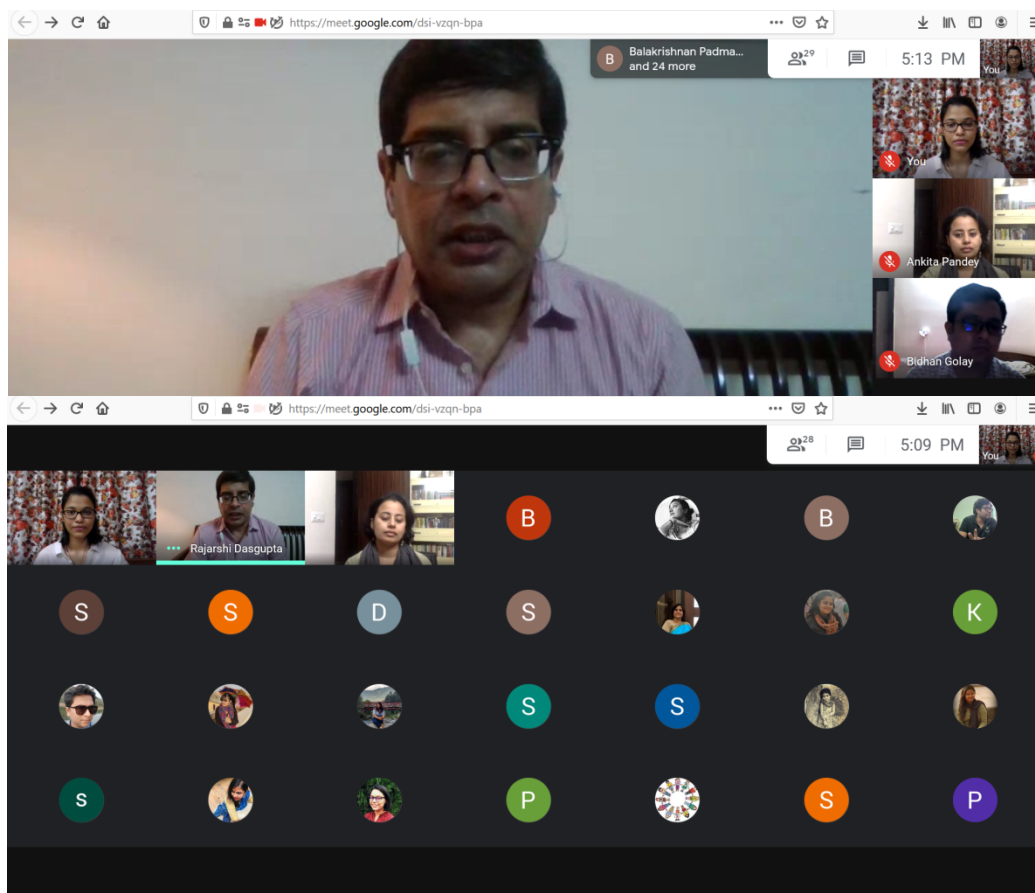 https://meet.google.com/dsi-vzqn-bpa
B
Balakrishnan Padma...
and 24 more
29
5:13 PM
You
You
Ankita Pandey
Bidhan Golay
https://meet.google.com/dsi-vzqn-bpa
28
5:09 PM
You
Rajarshi Dasgupta
B
B
S
S
D
S
K
S
S
s
P
S
P